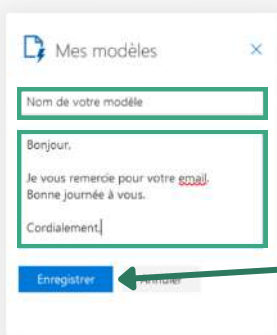 Mes modèles
Nom de votre modèle
Bonjour,
Je vous remercie pour votre email.
Bonne journée à vous.
Cordialement,
Enregistrer
Annuler